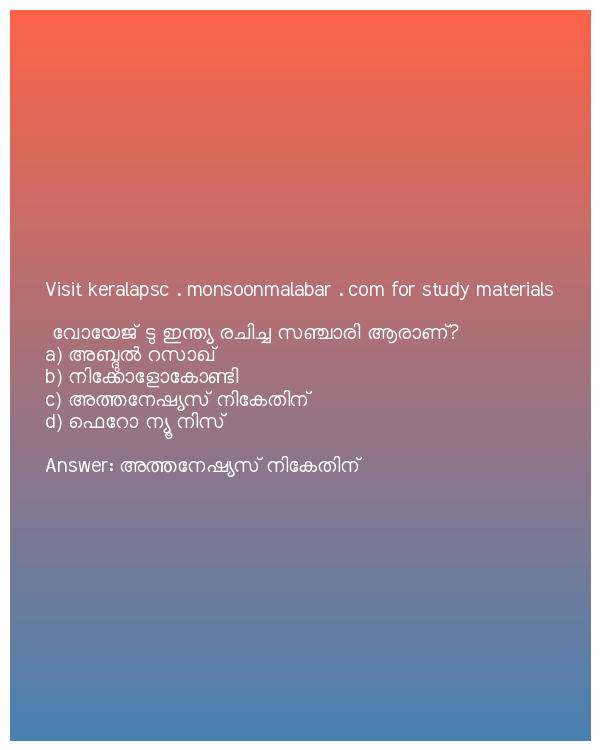 Visit keralapsc . monsoonmalabar . com for study materials
വോയേജ് ടു ഇന്ത്യ രചിച്ച സഞ്ചാരി ആരാണ്?
a) അബ്ദുൽ റസാഖ്
b) നിക്കോളോകോണ്ടി
c) അത്തനേഷ്യസ് നികേതിന്
d) ഫെറോ ന്യൂ നിസ്
Answer: അത്തനേഷ്യസ് നികേതിന്